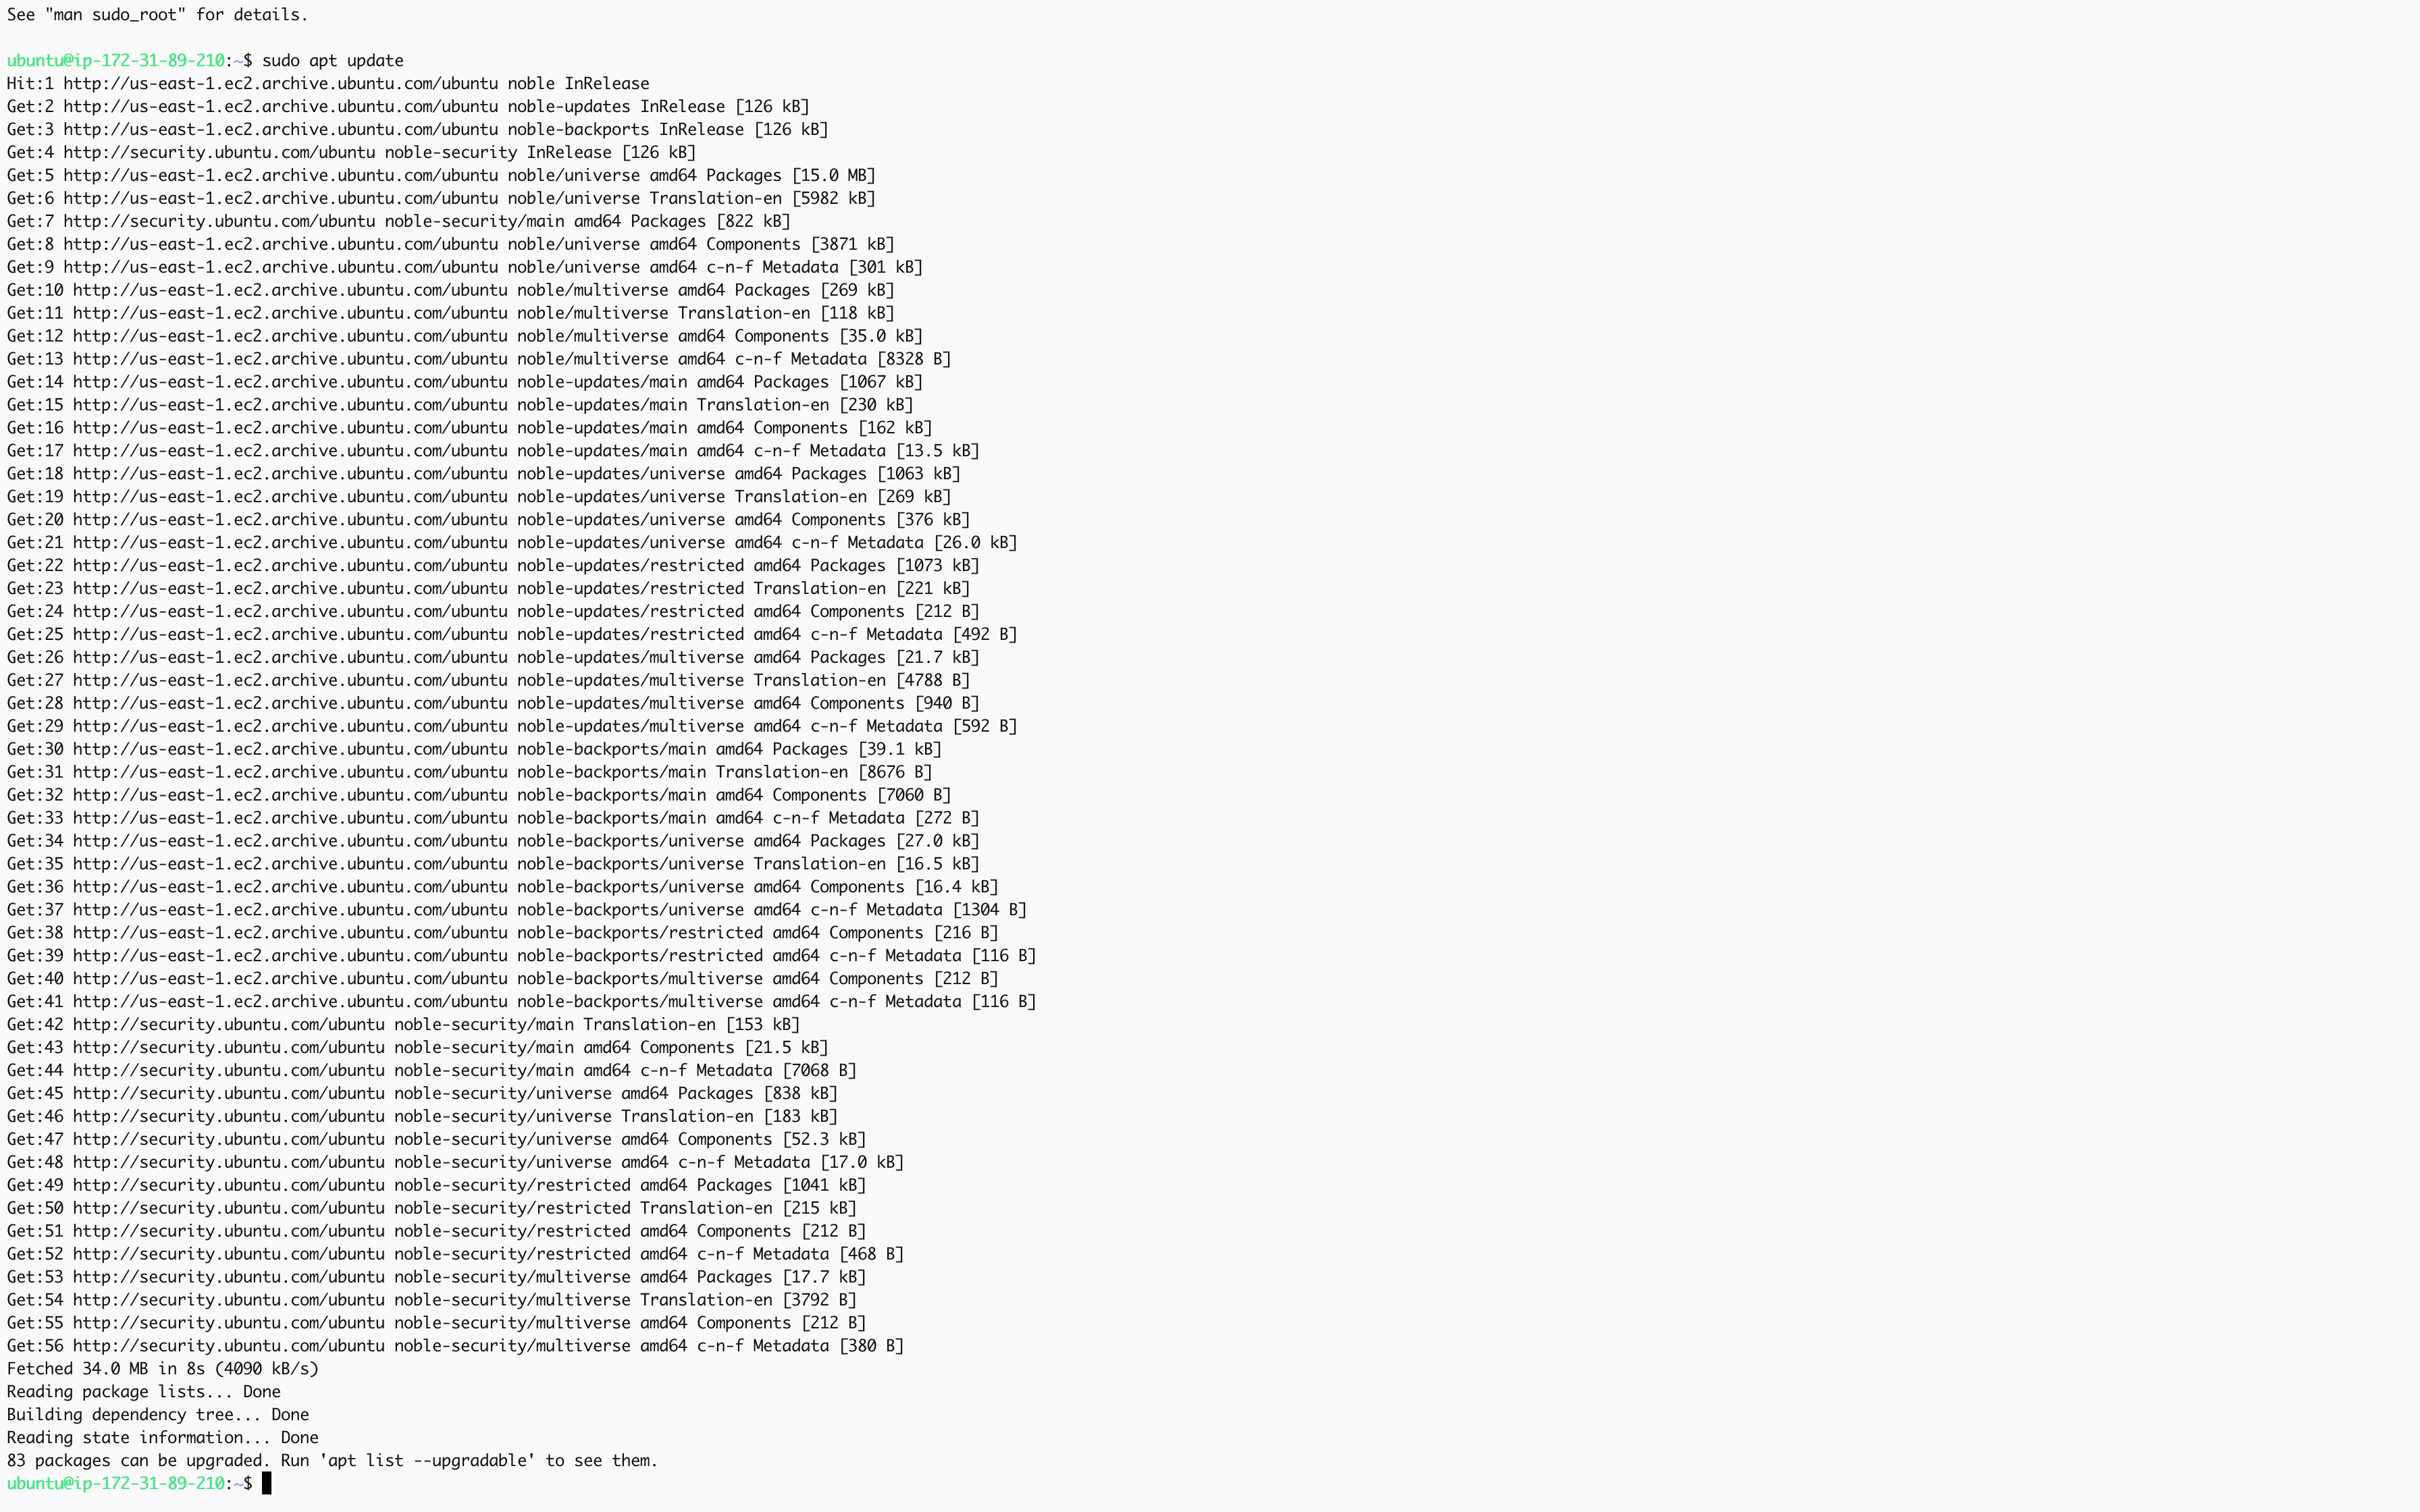 See "man sudo_root" for details.

ubuntu@ip-172-31-89-210:~$ sudo apt update
Hit:1 http://us-east-1.ec2.archive.ubuntu.com/ubuntu noble InRelease
Get:2 http://us-east-1.ec2.archive.ubuntu.com/ubuntu noble-updates InRelease [126 kB]
Get:3 http://us-east-1.ec2.archive.ubuntu.com/ubuntu noble-backports InRelease [126 kB]
Get:4 http://security.ubuntu.com/ubuntu noble-security InRelease [126 kB]
Get:5 http://us-east-1.ec2.archive.ubuntu.com/ubuntu noble/universe amd64 Packages [15.0 MB]
Get:6 http://us-east-1.ec2.archive.ubuntu.com/ubuntu noble/universe Translation-en [5982 kB]
Get:7 http://security.ubuntu.com/ubuntu noble-security/main amd64 Packages [822 kB]
Get:8 http://us-east-1.ec2.archive.ubuntu.com/ubuntu noble/universe amd64 Components [3871 kB]
Get:9 http://us-east-1.ec2.archive.ubuntu.com/ubuntu noble/universe amd64 c-n-f Metadata [301 kB]
Get:10 http://us-east-1.ec2.archive.ubuntu.com/ubuntu noble/multiverse amd64 Packages [269 kB]
Get:11 http://us-east-1.ec2.archive.ubuntu.com/ubuntu noble/multiverse Translation-en [118 kB]
Get:12 http://us-east-1.ec2.archive.ubuntu.com/ubuntu noble/multiverse amd64 Components [35.0 kB]
Get:13 http://us-east-1.ec2.archive.ubuntu.com/ubuntu noble/multiverse amd64 c-n-f Metadata [8328 B]
Get:14 http://us-east-1.ec2.archive.ubuntu.com/ubuntu noble-updates/main amd64 Packages [1067 kB]
Get:15 http://us-east-1.ec2.archive.ubuntu.com/ubuntu noble-updates/main Translation-en [230 kB]
Get:16 http://us-east-1.ec2.archive.ubuntu.com/ubuntu noble-updates/main amd64 Components [162 kB]
Get:17 http://us-east-1.ec2.archive.ubuntu.com/ubuntu noble-updates/main amd64 c-n-f Metadata [13.5 kB]
Get:18 http://us-east-1.ec2.archive.ubuntu.com/ubuntu noble-updates/universe amd64 Packages [1063 kB]
Get:19 http://us-east-1.ec2.archive.ubuntu.com/ubuntu noble-updates/universe Translation-en [269 kB]
Get:20 http://us-east-1.ec2.archive.ubuntu.com/ubuntu noble-updates/universe amd64 Components [376 kB]
Get:21 http://us-east-1.ec2.archive.ubuntu.com/ubuntu noble-updates/universe amd64 c-n-f Metadata [26.0 kB]
Get:22 http://us-east-1.ec2.archive.ubuntu.com/ubuntu noble-updates/restricted amd64 Packages [1073 kB]
Get:23 http://us-east-1.ec2.archive.ubuntu.com/ubuntu noble-updates/restricted Translation-en [221 kB]
Get:24 http://us-east-1.ec2.archive.ubuntu.com/ubuntu noble-updates/restricted amd64 Components [212 B]
Get:25 http://us-east-1.ec2.archive.ubuntu.com/ubuntu noble-updates/restricted amd64 c-n-f Metadata [492 B]
Get:26 http://us-east-1.ec2.archive.ubuntu.com/ubuntu noble-updates/multiverse amd64 Packages [21.7 kB]
Get:27 http://us-east-1.ec2.archive.ubuntu.com/ubuntu noble-updates/multiverse Translation-en [4788 B]
Get:28 http://us-east-1.ec2.archive.ubuntu.com/ubuntu noble-updates/multiverse amd64 Components [940 B]
Get:29 http://us-east-1.ec2.archive.ubuntu.com/ubuntu noble-updates/multiverse amd64 c-n-f Metadata [592 B]
Get:30 http://us-east-1.ec2.archive.ubuntu.com/ubuntu noble-backports/main amd64 Packages [39.1 kB]
Get:31 http://us-east-1.ec2.archive.ubuntu.com/ubuntu noble-backports/main Translation-en [8676 B]
Get:32 http://us-east-1.ec2.archive.ubuntu.com/ubuntu noble-backports/main amd64 Components [7060 B]
Get:33 http://us-east-1.ec2.archive.ubuntu.com/ubuntu noble-backports/main amd64 c-n-f Metadata [272 B]
Get:34 http://us-east-1.ec2.archive.ubuntu.com/ubuntu noble-backports/universe amd64 Packages [27.0 kB]
Get:35 http://us-east-1.ec2.archive.ubuntu.com/ubuntu noble-backports/universe Translation-en [16.5 kB]
Get:36 http://us-east-1.ec2.archive.ubuntu.com/ubuntu noble-backports/universe amd64 Components [16.4 kB]
Get:37 http://us-east-1.ec2.archive.ubuntu.com/ubuntu noble-backports/universe amd64 c-n-f Metadata [1304 B]
Get:38 http://us-east-1.ec2.archive.ubuntu.com/ubuntu noble-backports/restricted amd64 Components [216 B]
Get:39 http://us-east-1.ec2.archive.ubuntu.com/ubuntu noble-backports/restricted amd64 c-n-f Metadata [116 B]
Get:40 http://us-east-1.ec2.archive.ubuntu.com/ubuntu noble-backports/multiverse amd64 Components [212 B]
Get:41 http://us-east-1.ec2.archive.ubuntu.com/ubuntu noble-backports/multiverse amd64 c-n-f Metadata [116 B]
Get:42 http://security.ubuntu.com/ubuntu noble-security/main Translation-en [153 kB]
Get:43 http://security.ubuntu.com/ubuntu noble-security/main amd64 Components [21.5 kB]
Get:44 http://security.ubuntu.com/ubuntu noble-security/main amd64 c-n-f Metadata [7068 B]
Get:45 http://security.ubuntu.com/ubuntu noble-security/universe amd64 Packages [838 kB]
Get:46 http://security.ubuntu.com/ubuntu noble-security/universe Translation-en [183 kB]
Get:47 http://security.ubuntu.com/ubuntu noble-security/universe amd64 Components [52.3 kB]
Get:48 http://security.ubuntu.com/ubuntu noble-security/universe amd64 c-n-f Metadata [17.0 kB]
Get:49 http://security.ubuntu.com/ubuntu noble-security/restricted amd64 Packages [1041 kB]
Get:50 http://security.ubuntu.com/ubuntu noble-security/restricted Translation-en [215 kB]
Get:51 http://security.ubuntu.com/ubuntu noble-security/restricted amd64 Components [212 B]
Get:52 http://security.ubuntu.com/ubuntu noble-security/restricted amd64 c-n-f Metadata [468 B]
Get:53 http://security.ubuntu.com/ubuntu noble-security/multiverse amd64 Packages [17.7 kB]
Get:54 http://security.ubuntu.com/ubuntu noble-security/multiverse Translation-en [3792 B]
Get:55 http://security.ubuntu.com/ubuntu noble-security/multiverse amd64 Components [212 B]
Get:56 http://security.ubuntu.com/ubuntu noble-security/multiverse amd64 c-n-f Metadata [380 B]
Fetched 34.0 MB in 8s (4090 kB/s)
Reading package lists... Done
Building dependency tree... Done
Reading state information... Done
83 packages can be upgraded. Run 'apt list --upgradable' to see them.
ubuntu@ip-172-31-89-210:~$